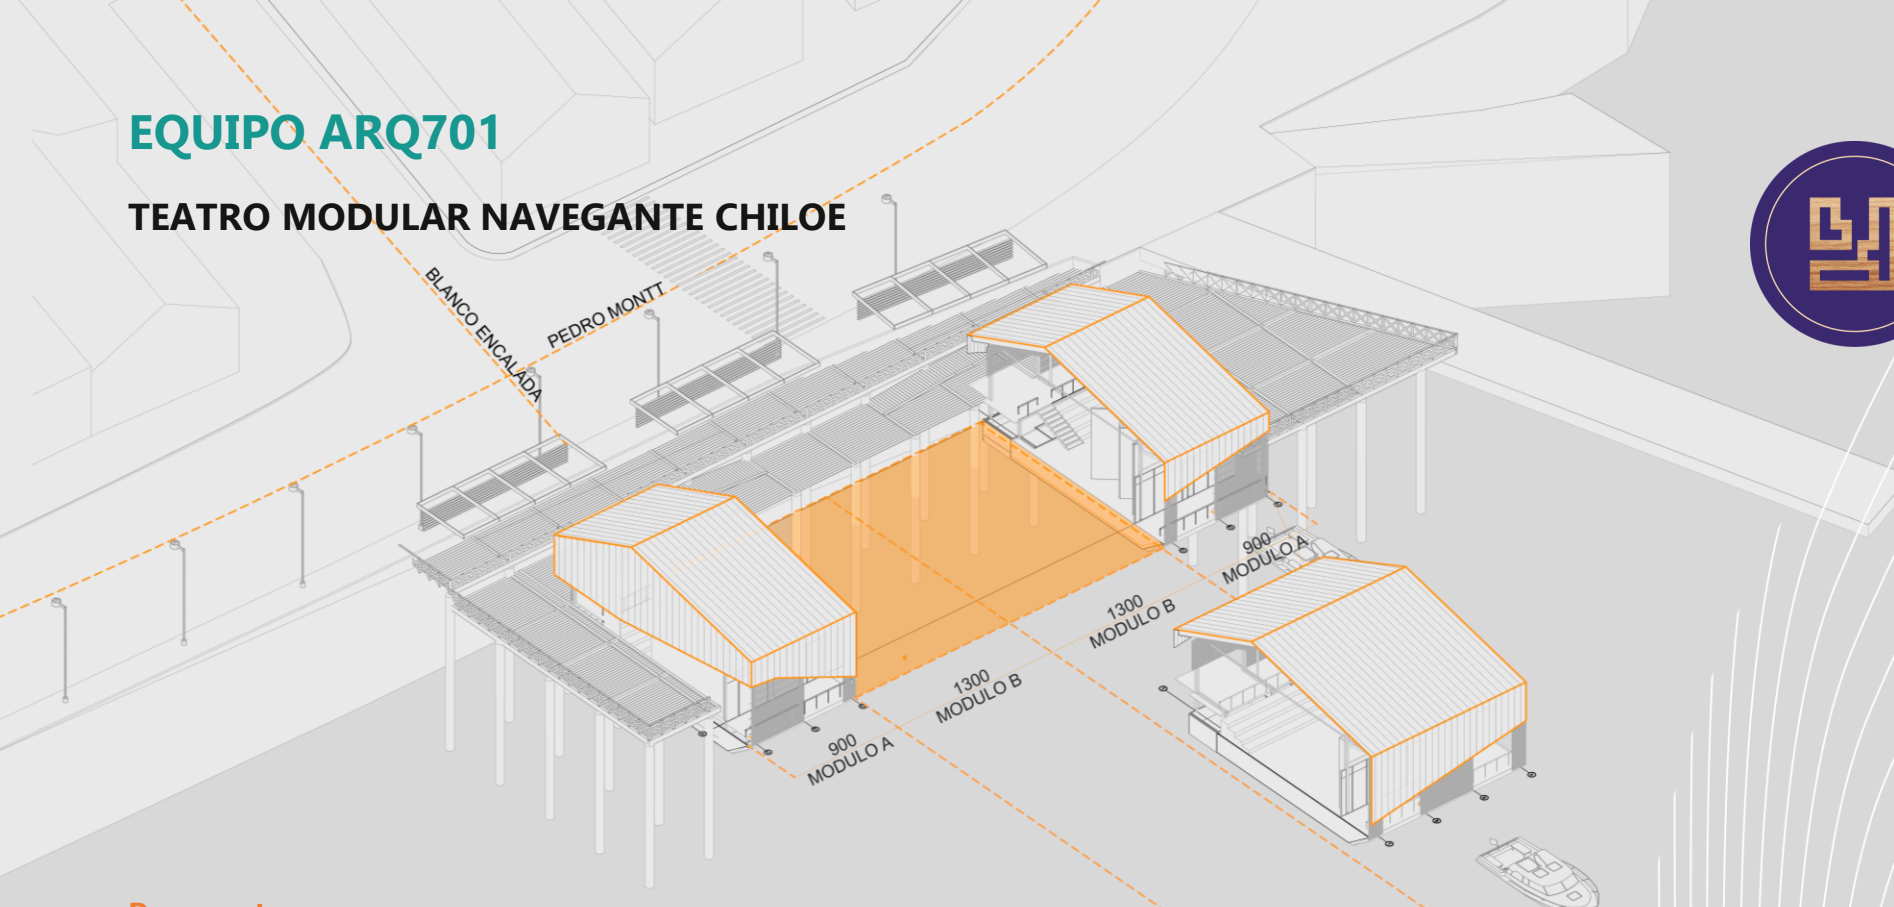 EQUIPO ARQ701
TEATRO MODULAR NAVEGANTE CHILOE
BLANCO ENCALADA
PEDRO MONTT
900
MODULO A
1300
MODULO B
1300
MODULO B
900
MODULO A